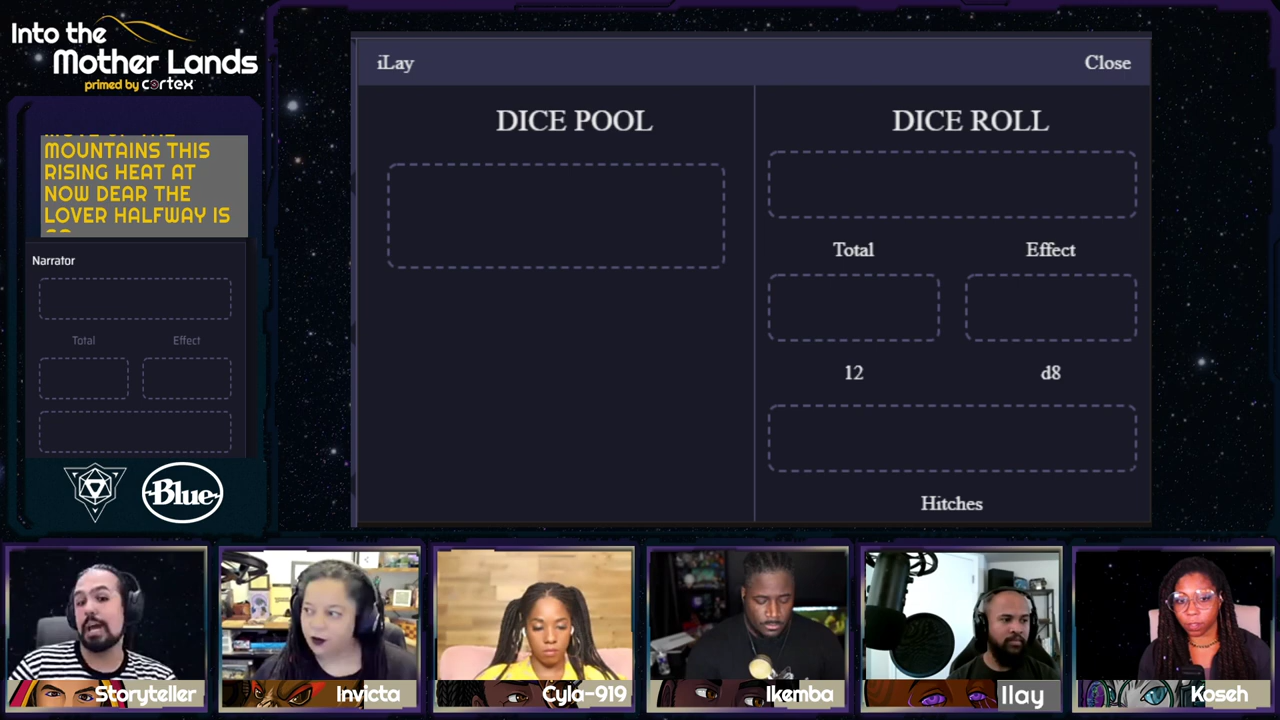 Into the
Mother Lands
primed by cortex
MOUNTAINS THIS
RISING HEAT AT
NOW DEAR THE
LOVER HALFWAY IS
Narrator
Total
Effect
Blue
iLay
Close
DICE POOL
DICE ROLL
Total
Effect
12
d8
Hitches
Storyteller
Invicta
Cyla-919
Ikemba
Ilay
Koseh